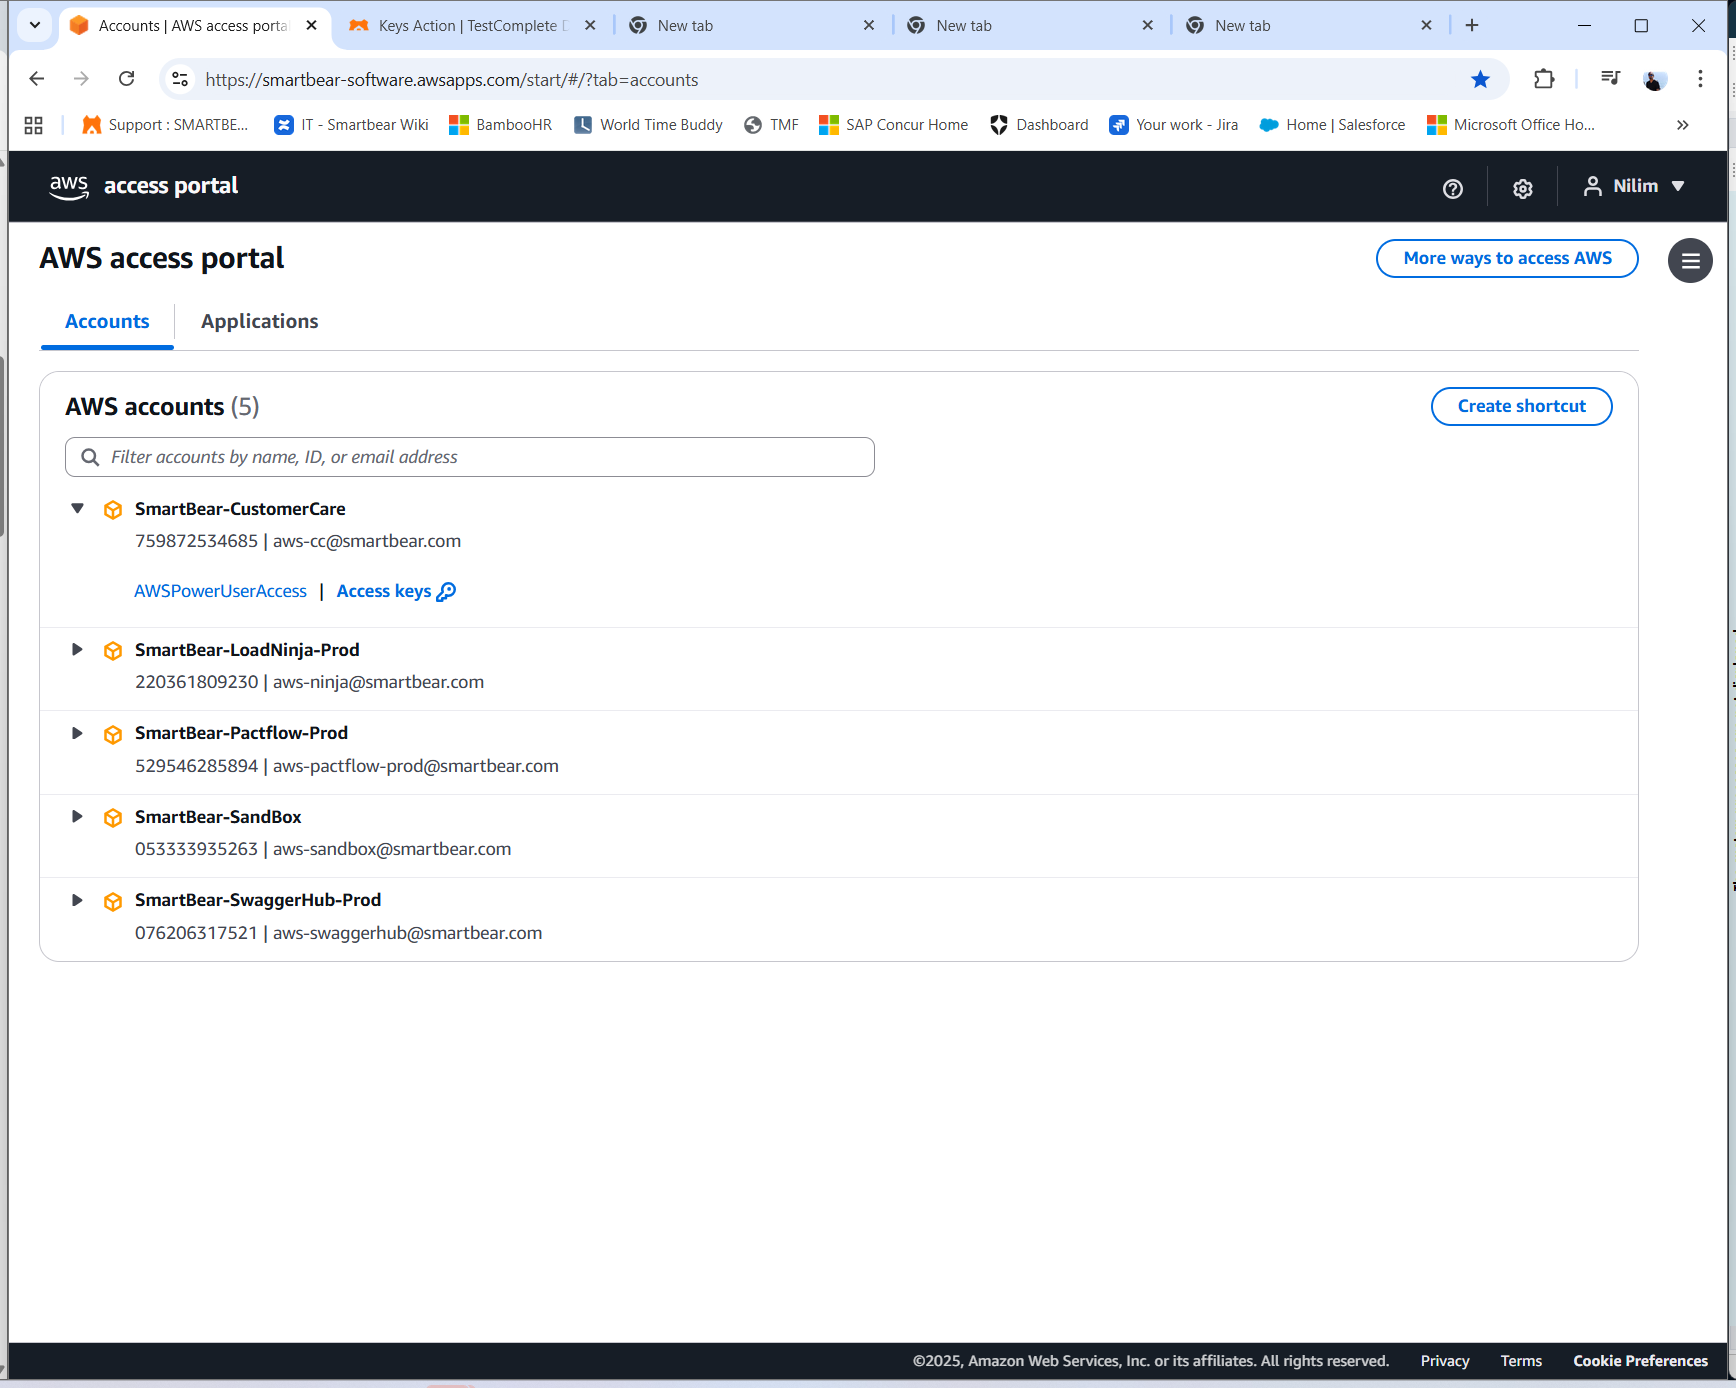 Accounts | AWS access porta
Keys Action | TestComplete D
New tab
New tab
New tab
https://smartbear-software.awsapps.com/start/#/?tab=accounts
Support : SMARTBE...
IT - Smartbear Wiki
BambooHR
World Time Buddy
TMF
SAP Concur Home
Dashboard
Your work - Jira
Home | Salesforce
Microsoft Office Ho...
aws access portal
Nilim
AWS access portal
More ways to access AWS
Accounts
Applications
AWS accounts (5)
Create shortcut
Filter accounts by name, ID, or email address
SmartBear-CustomerCare
759872534685 | aws-cc@smartbear.com
AWSPowerUserAccess | Access keys
SmartBear-LoadNinja-Prod
220361809230 | aws-ninja@smartbear.com
SmartBear-Pactflow-Prod
529546285894 | aws-pactflow-prod@smartbear.com
SmartBear-SandBox
053333935263 | aws-sandbox@smartbear.com
SmartBear-SwaggerHub-Prod
076206317521 | aws-swaggerhub@smartbear.com
©2025, Amazon Web Services, Inc. or its affiliates. All rights reserved.
Privacy
Terms
Cookie Preferences